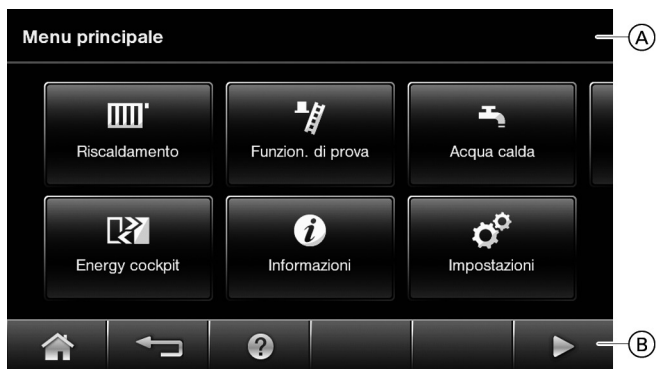 Menu principale
A
Riscaldamento
Funzion. di prova
Acqua calda
Energy cockpit
Informazioni
Impostazioni
?
B